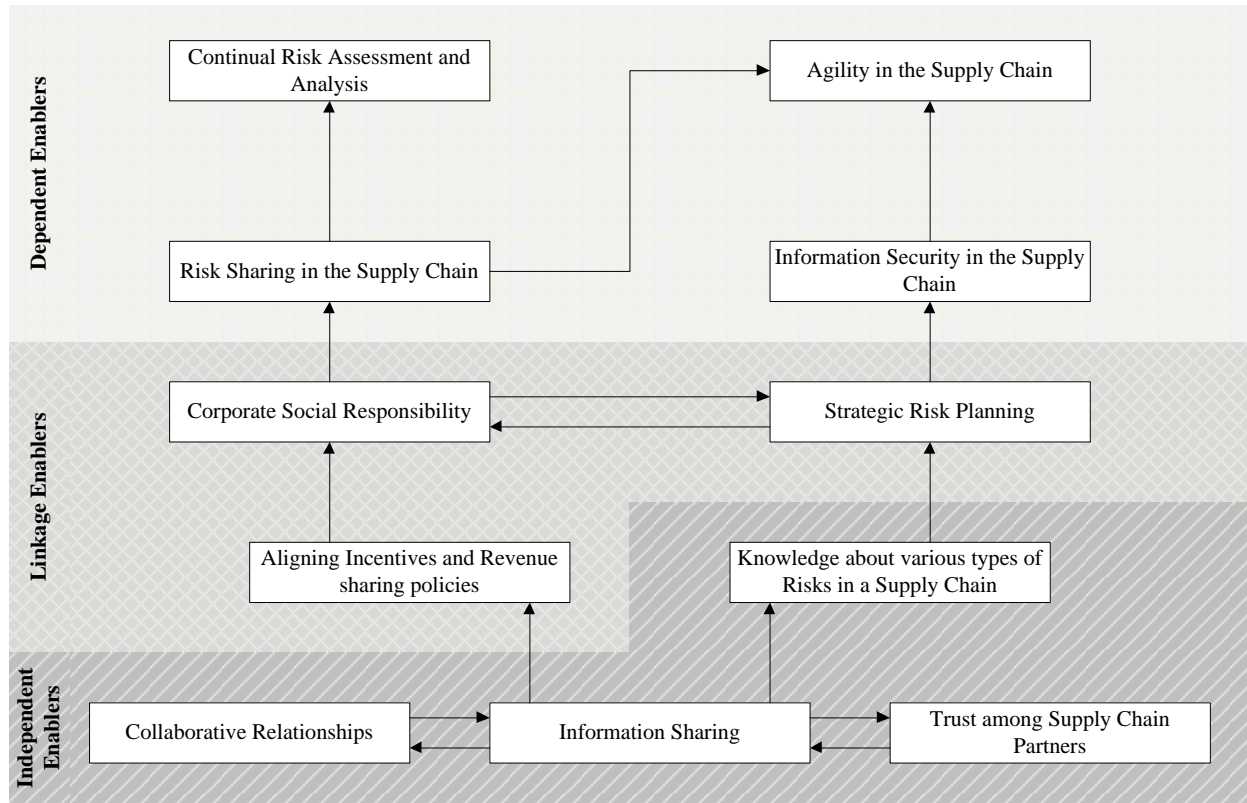 Dependent Enablers
Continual Risk Assessment and
Analysis
Agility in the Supply Chain
Risk Sharing in the Supply Chain
Information Security in the Supply
Chain
Linkage Enablers
Corporate Social Responsibility
Strategic Risk Planning
Aligning Incentives and Revenue
sharing policies
Knowledge about various types of
Risks in a Supply Chain
Independent
Enablers
Collaborative Relationships
Information Sharing
Trust among Supply Chain
Partners